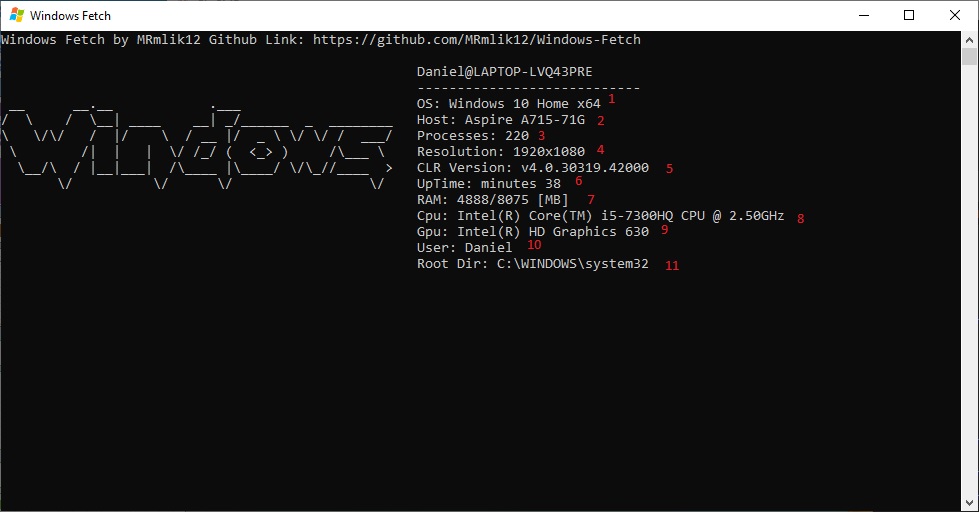 Windows Fetch
Windows Fetch by MRmlik12 Github Link: https://github.com/MRmlik12/Windows-Fetch
Daniel@LAPTOP-LVQ43PRE
----------------------------
Windows
OS: Windows 10 Home x64 1
Host: Aspire A715-71G 2
Processes: 220 3
Resolution: 1920x1080 4
CLR Version: v4.0.30319.42000 5
UpTime: minutes 38 6
RAM: 4888/8075 [MB] 7
Cpu: Intel(R) Core(TM) i5-7300HQ CPU @ 2.50GHz 8
Gpu: Intel(R) HD Graphics 630 9
User: Daniel 10
Root Dir: C:\WINDOWS\system32 11